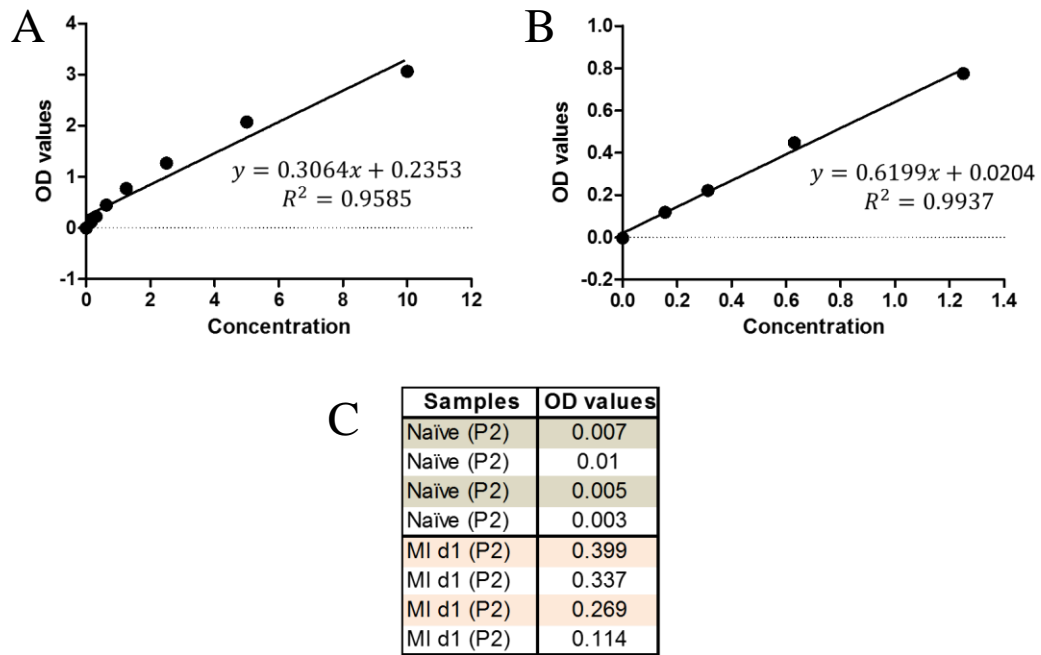 A
OD values
4
3
2
1
0
-1
y = 0.3064x + 0.2353
R² = 0.9585
0 2 4 6 8 10 12
Concentration
B
OD values
1.0
0.8
0.6
0.4
0.2
0.0
-0.2
y = 0.6199x + 0.0204
R² = 0.9937
0.0 0.2 0.4 0.6 0.8 1.0 1.2 1.4
Concentration
C
Samples OD values
Naïve (P2) 0.007
Naïve (P2) 0.01
Naïve (P2) 0.005
Naïve (P2) 0.003
MI d1 (P2) 0.399
MI d1 (P2) 0.337
MI d1 (P2) 0.269
MI d1 (P2) 0.114